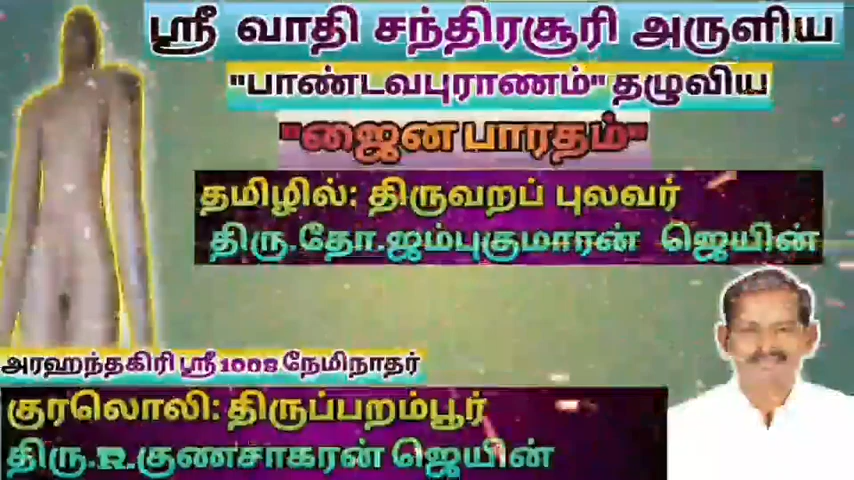 ஸ்ரீ வாதி சந்திரசூரி அருளிய
"பாண்டவபுராணம்" தழுவிய
"ஜைன பாரதம்"
தமிழில்: திருவறப் புலவர்
திரு.தோ.ஜம்புகுமாரன் ஜெயின்
அரஹந்தகிரி ஸ்ரீ 1008 நேமிநாதர்
குரலொலி: திருப்பறம்பூர்
திரு.R.குணசாகரன் ஜெயின்